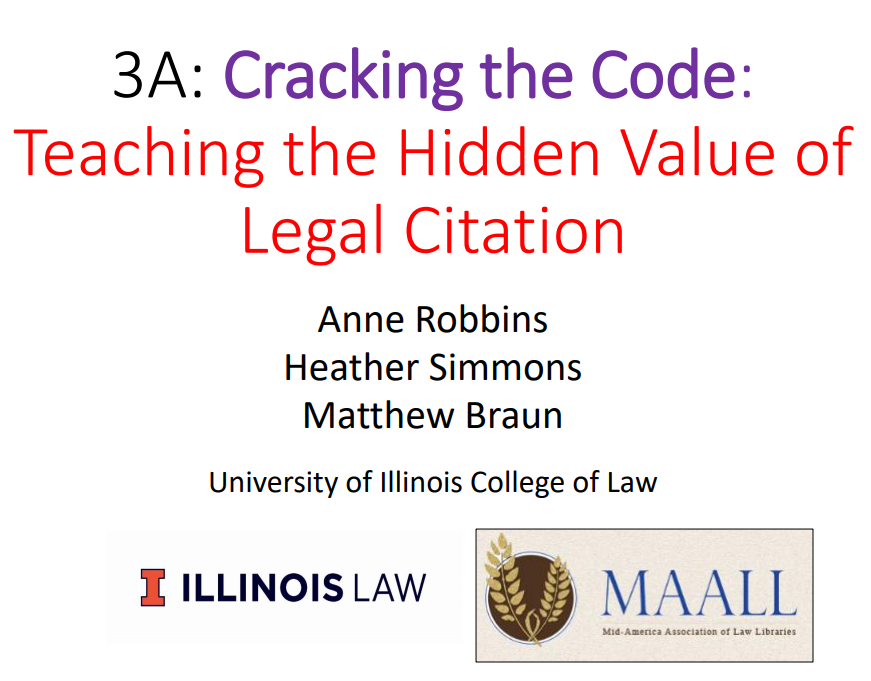 3A: Cracking the Code:
Teaching the Hidden Value of
Legal Citation
Anne Robbins
Heather Simmons
Matthew Braun
University of Illinois College of Law
I ILLINOIS LAW
MAALL
Mid-America Association of Law Libraries